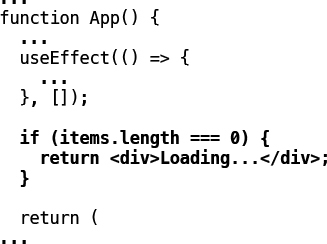 ...
function App() {
  ...
  useEffect(() => {
    ...
  }, []);

  if (items.length === 0) {
    return <div>Loading...</div>;
  }

  return (
...